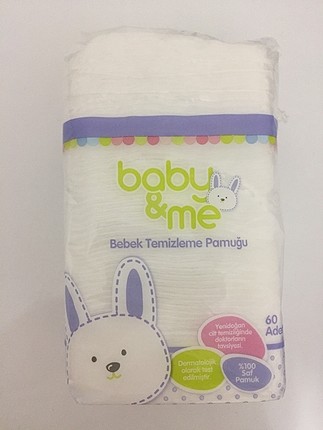 baby
&me
Bebek Temizleme Pamuğu
60
Adet
Yenidoğan
cilt temizliğinde
doktorların
tavsiyesi
Dermatolojik
olarak test
edilmiştir
%100
Saf
Pamuk